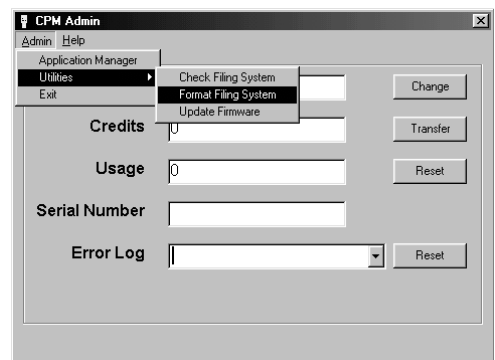 CPM Admin
Admin Help
Application Manager
Utilities
Exit
Check Filing System
Format Filing System
Update Firmware
Change
Credits 0 Transfer
Usage 0 Reset
Serial Number
Error Log Reset